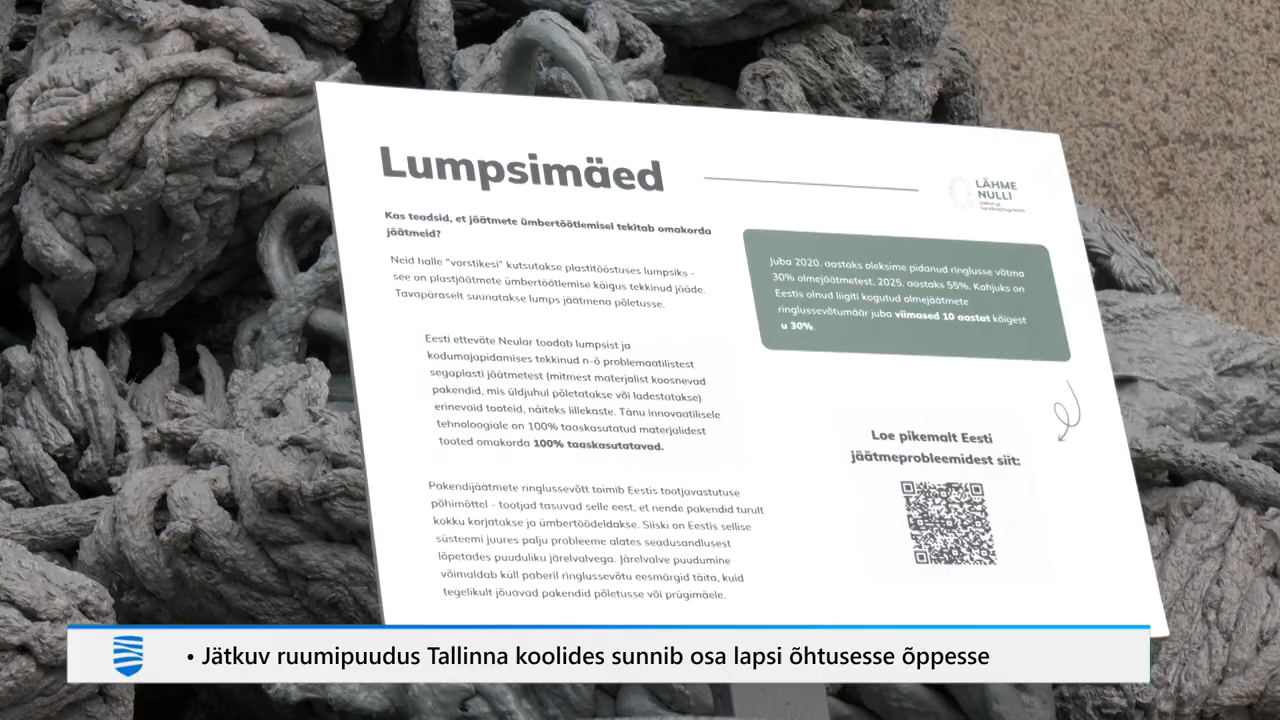 Lumpsimäed
LÄHME
NULLI
Kas teadsid, et jäätmete ümbertöötlemisel tekitab omakorda
jäätmeid?
Neid halle "vorstikesi" kutsutakse plastitööstuses lumpsiks -
see on plastjäätmete ümbertöötlemise käigus tekkinud jääde.
Tavapäraselt suunatakse lumps jäätmena põletusse.
Eesti ettevõte Neular toodab lumpsist ja
kodumajapidamises tekkinud n-ö problemaatilistest
segaplasti jäätmetest (mitmest materjalist koosnevad
pakendid, mis üldjuhul põletatakse või ladestatakse)
erinevaid tooteid, näiteks lillekaste. Tänu innovaatilisele
tehnoloogiale on 100% taaskasutatud materjalidest
tooted omakorda 100% taaskasutatavad.
Pakendijäätmete ringlussevõtt toimib Eestis tootjavastutuse
põhimõttel - tootjad tasuvad selle eest, et nende pakendid turult
kokku korjatakse ja ümbertöödeldakse. Siiski on Eestis sellise
süsteemi juures palju probleeme alates seadusandlusest
lõpetades puuduliku järelvalvega. Järelvalve puudumine
võimaldab küll paberil ringlussevõtu eesmärgid täita, kuid
tegelikult jõuavad pakendid põletusse või prügimäele.
Juba 2020. aastaks oleksime pidanud ringlusse võtma
30% olmejäätmetest, 2025. aastaks 55%. Kahjuks on
Eestis olnud liigiti kogutud olmejäätmete
ringlussevõtumäär juba viimased 10 aastat kõigest
u 30%.
Loe pikemalt Eesti
jäätmeprobleemidest siit:
• Jätkuv ruumipuudus Tallinna koolides sunnib osa lapsi õhtusesse õppesse